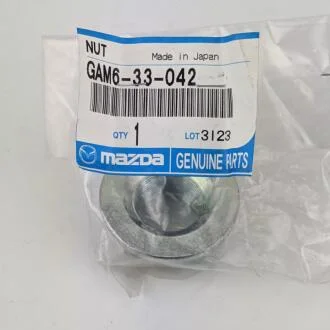 NUT
Made in Japan
GAM6-33-042
QTY 1 LOT 3123
mazda GENUINE PARTS